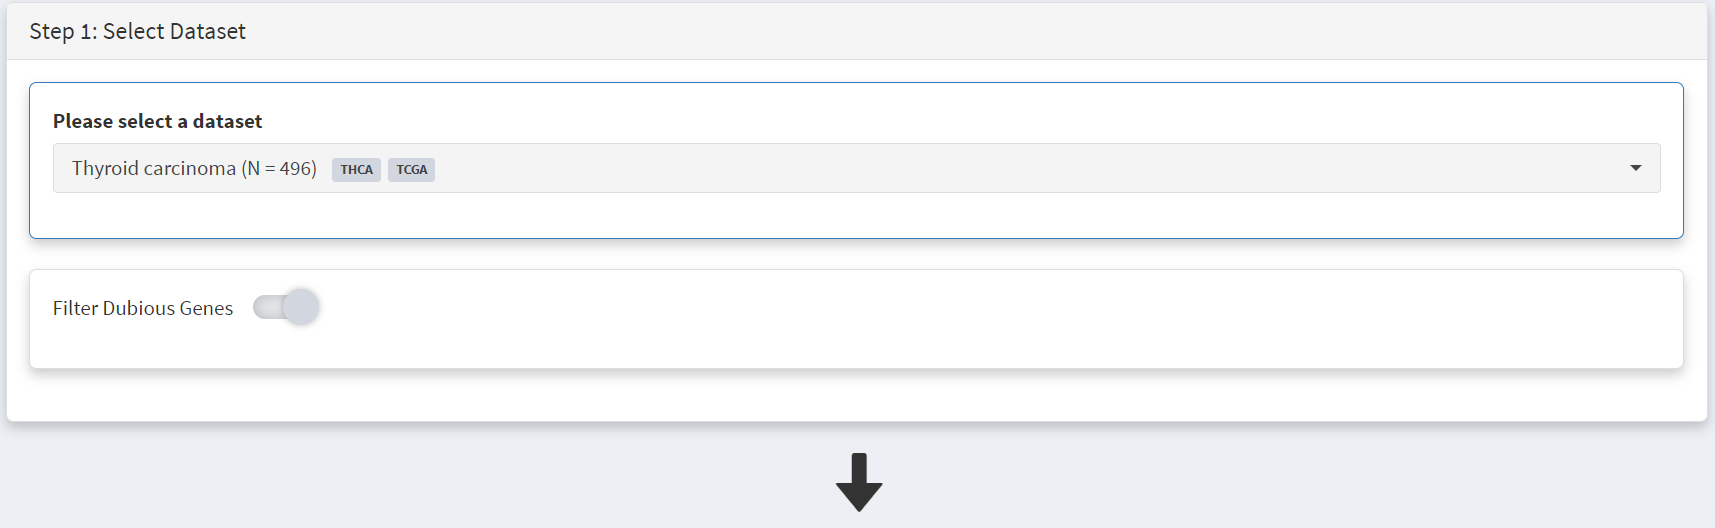 Step 1: Select Dataset
Please select a dataset
Thyroid carcinoma (N = 496) THCA TCGA
Filter Dubious Genes